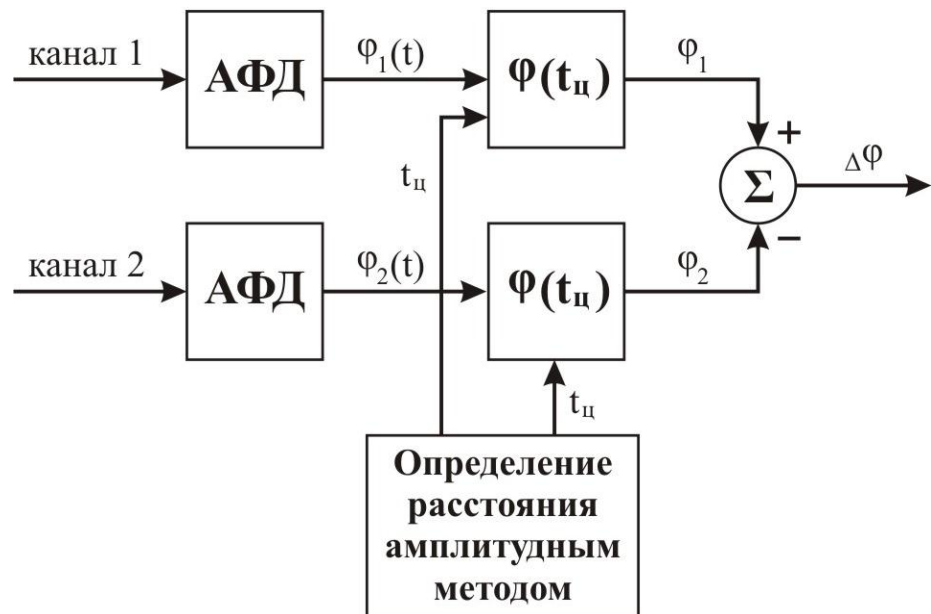 канал 1
АФД
φ₁(t)
φ(tц)
φ₁
+
Σ
Δφ
−
tц
канал 2
АФД
φ₂(t)
φ(tц)
φ₂
tц
Определение
расстояния
амплитудным
методом